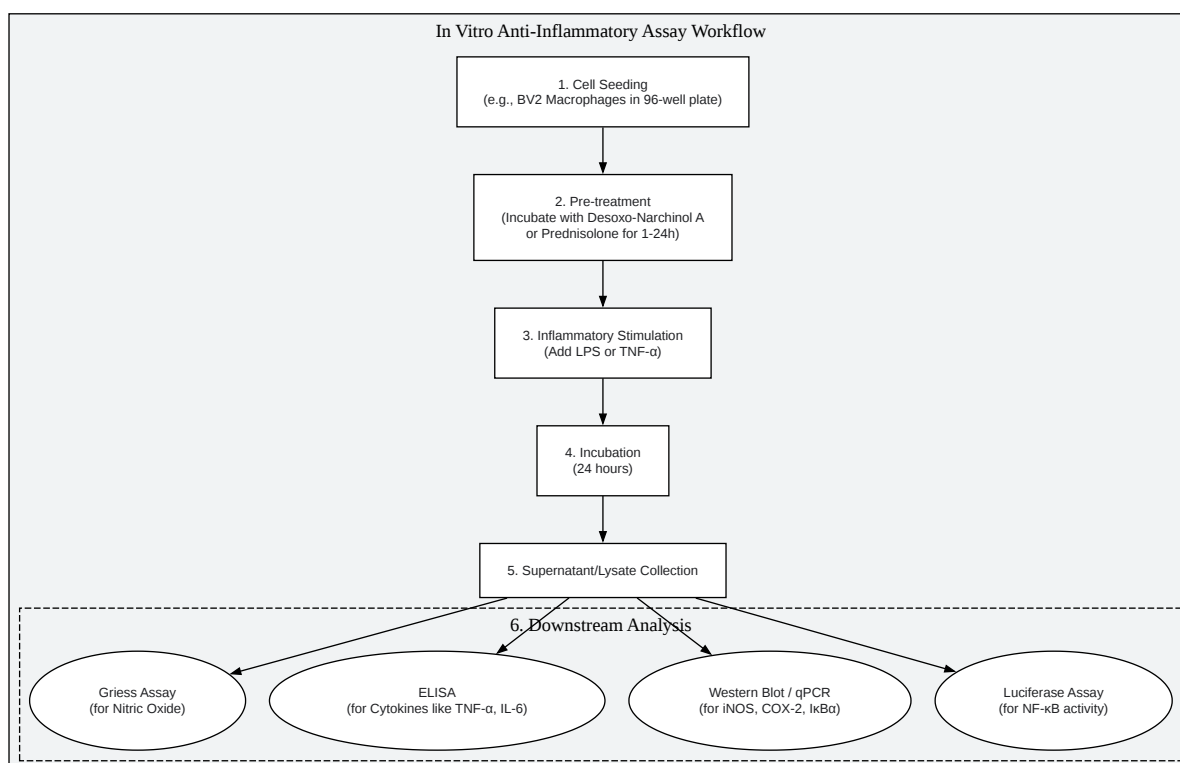 In Vitro Anti-Inflammatory Assay Workflow
1. Cell Seeding
(e.g., BV2 Macrophages in 96-well plate)
2. Pre-treatment
(Incubate with Desoxo-Narchinol A
or Prednisolone for 1-24h)
3. Inflammatory Stimulation
(Add LPS or TNF-α)
4. Incubation
(24 hours)
5. Supernatant/Lysate Collection
6. Downstream Analysis
Griess Assay
(for Nitric Oxide)
ELISA
(for Cytokines like TNF-α, IL-6)
Western Blot / qPCR
(for iNOS, COX-2, IκBα)
Luciferase Assay
(for NF-κB activity)